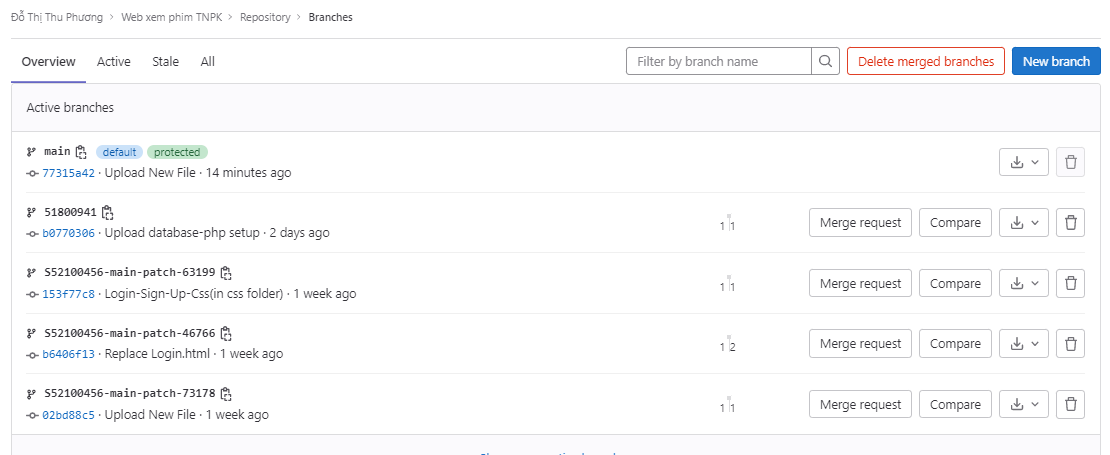 Đỗ Thị Thu Phương > Web xem phim TNPK > Repository > Branches
Overview Active Stale All Filter by branch name Delete merged branches New branch
Active branches
main default protected
77315a42 · Upload New File · 14 minutes ago
51800941
b0770306 · Upload database-php setup · 2 days ago
1 1 Merge request Compare
S52100456-main-patch-63199
153f77c8 · Login-Sign-Up-Css(in css folder) · 1 week ago
1 1 Merge request Compare
S52100456-main-patch-46766
b6406f13 · Replace Login.html · 1 week ago
1 2 Merge request Compare
S52100456-main-patch-73178
02bd88c5 · Upload New File · 1 week ago
1 1 Merge request Compare